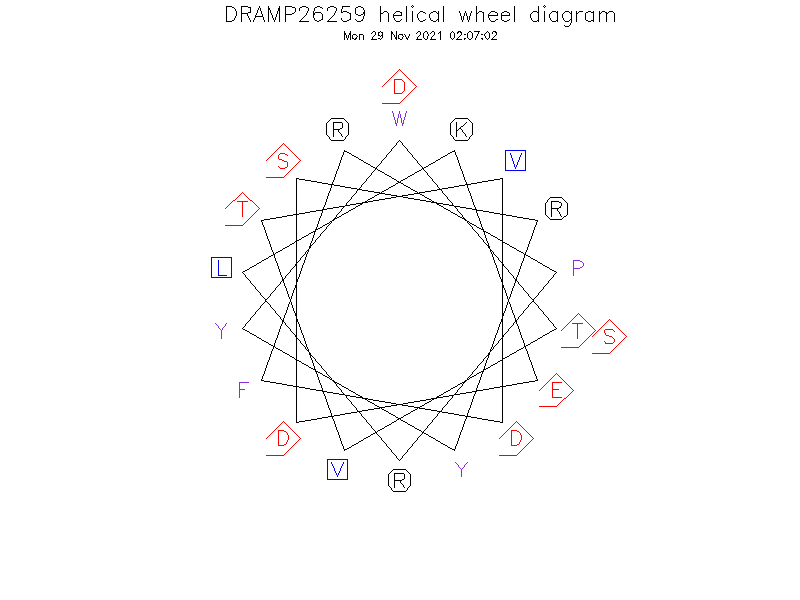 DRAMP26259 helical wheel diagram
Mon 29 Nov 2021 02:07:02
D
W
R K
S V
T R
L P
Y T S
F E
D D
V Y
R